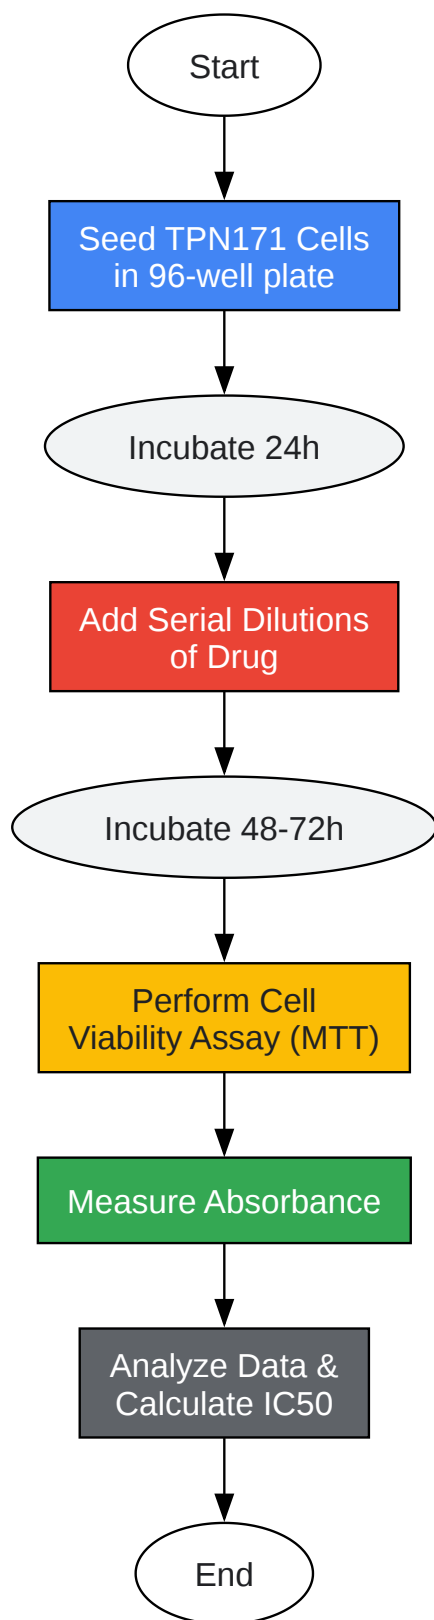 Start
Seed TPN171 Cells
in 96-well plate
Incubate 24h
Add Serial Dilutions
of Drug
Incubate 48-72h
Perform Cell
Viability Assay (MTT)
Measure Absorbance
Analyze Data &
Calculate IC50
End